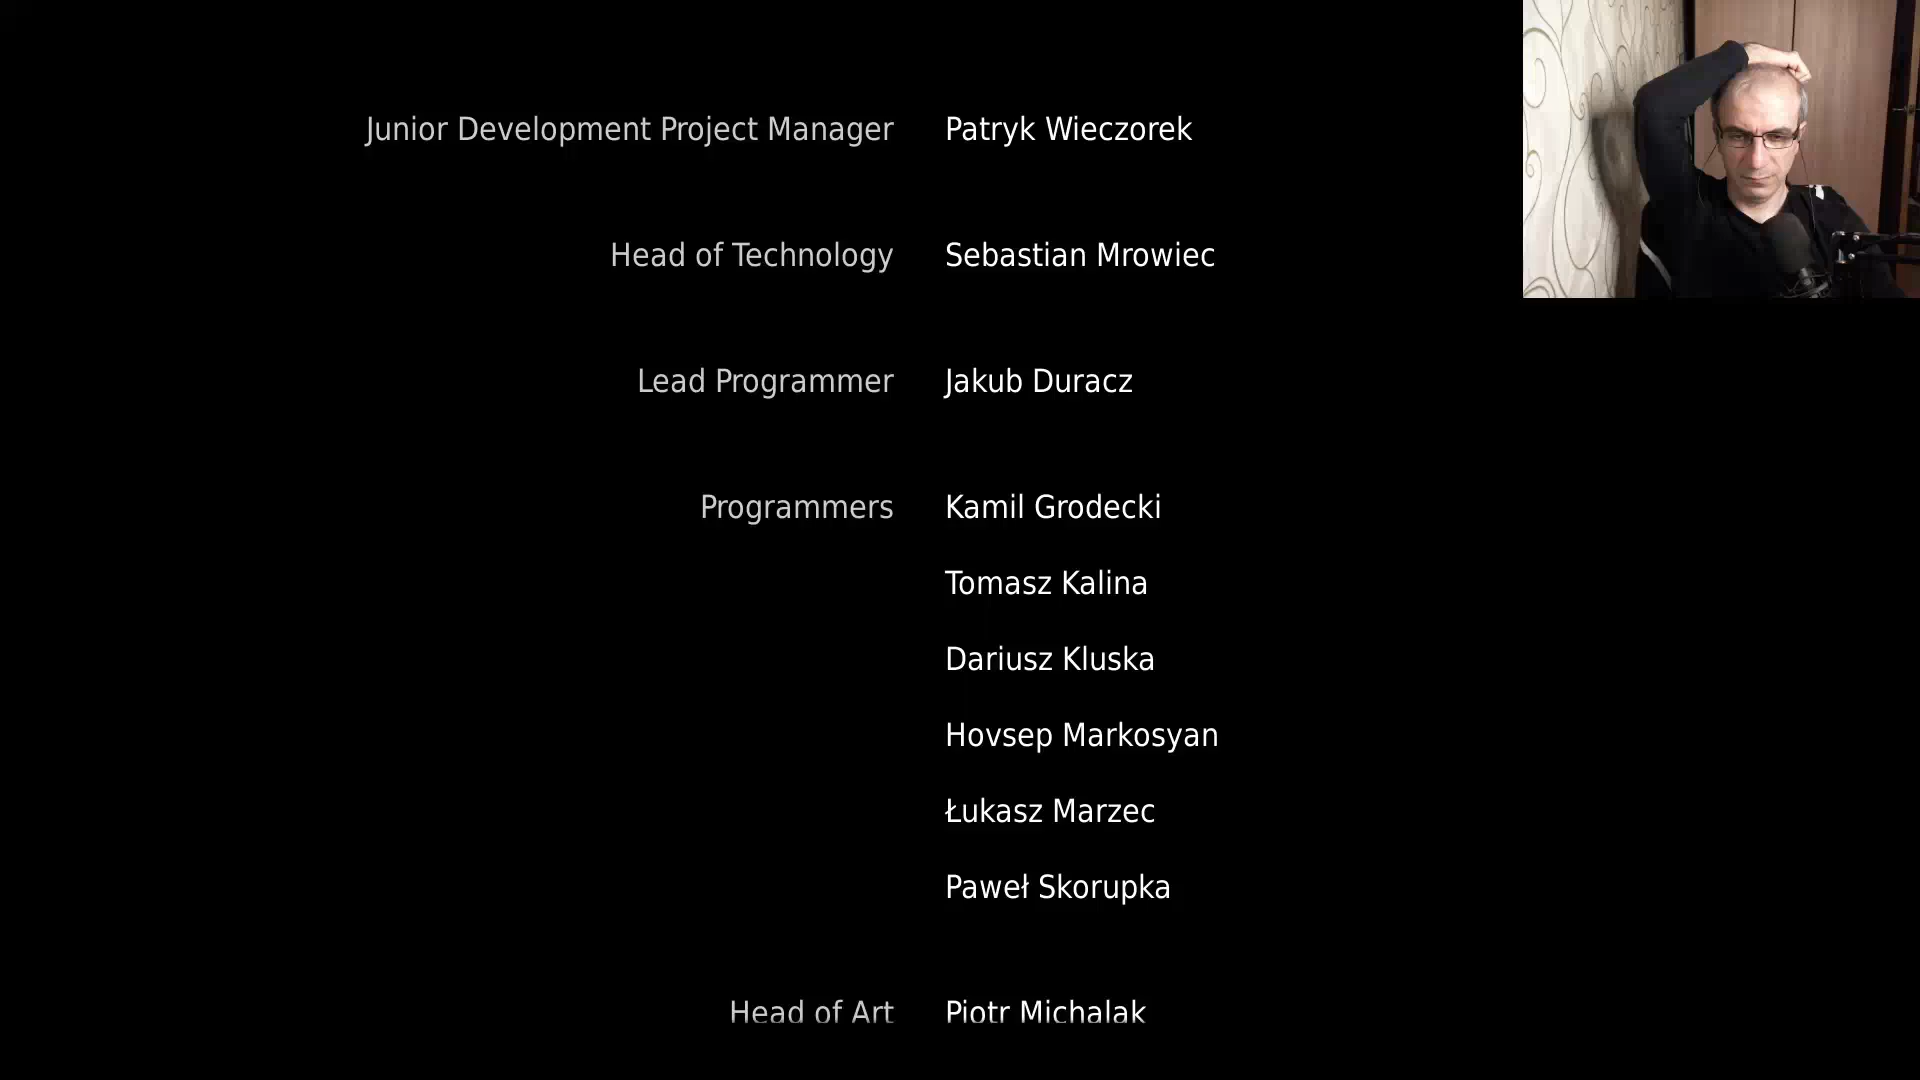 Junior Development Project Manager Patryk Wieczorek
Head of Technology Sebastian Mrowiec
Lead Programmer Jakub Duracz
Programmers Kamil Grodecki
Tomasz Kalina
Dariusz Kluska
Hovsep Markosyan
Łukasz Marzec
Paweł Skorupka
Head of Art Piotr Michalak